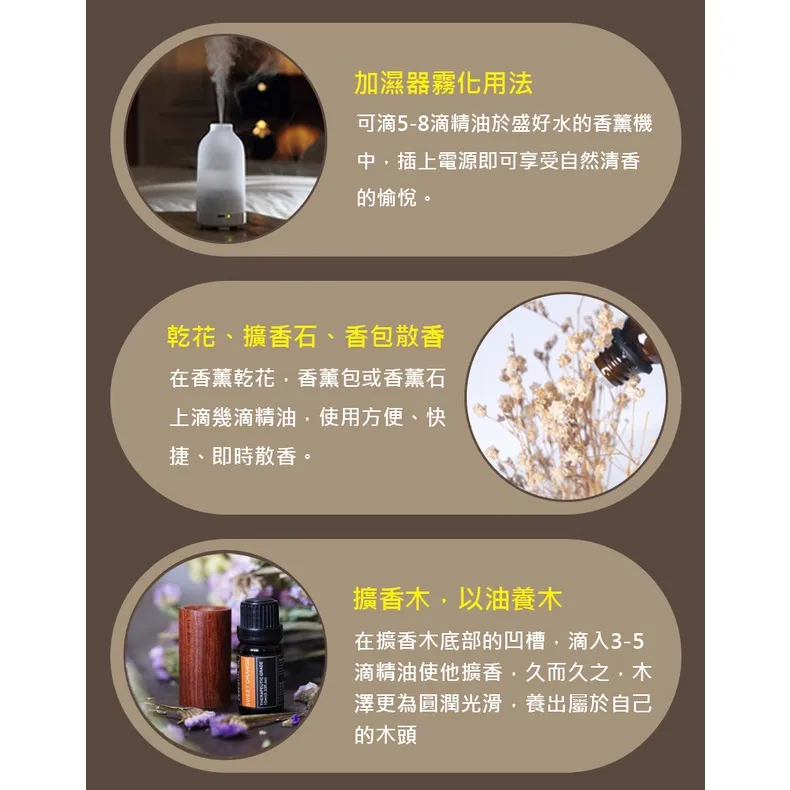 加濕器霧化用法
可滴5-8滴精油於盛好水的香薰機
中，插上電源即可享受自然清香
的愉悅。
乾花、擴香石、香包散香
在香薰乾花，香薰包或香薰石
上滴幾滴精油，使用方便、快
捷、即時散香。
擴香木，以油養木
在擴香木底部的凹槽，滴入3-5
滴精油使他擴香，久而久之，木
澤更為圓潤光滑，養出屬於自己
的木頭
SWEET ORANGE
THERAPEUTIC GRADE